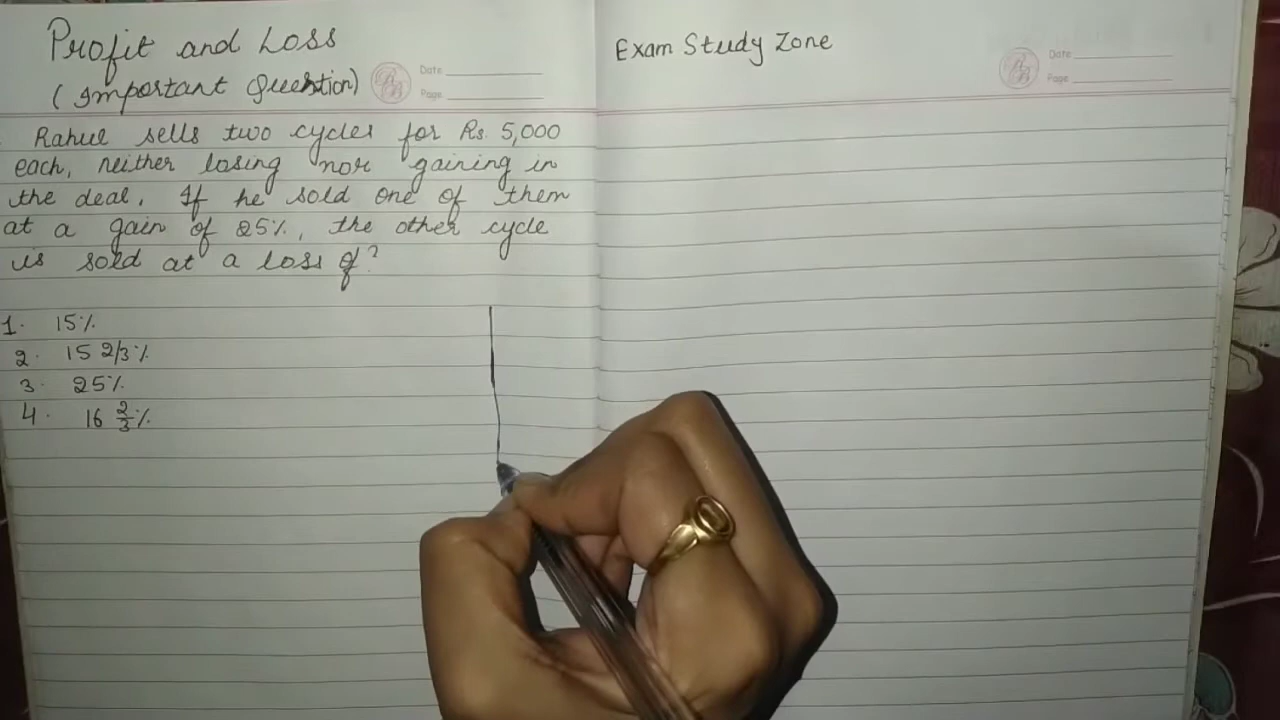 Profit and Loss
(Important Question)
Date
Page
Rahul sells two cycles for Rs 5,000
each, neither losing nor gaining in
the deal. If he sold one of them
at a gain of 25%, the other cycle
is sold at a loss of?
1. 15%
2. 15 2/3%
3. 25%
4. 16 2/3%
Exam Study Zone
Date
Page